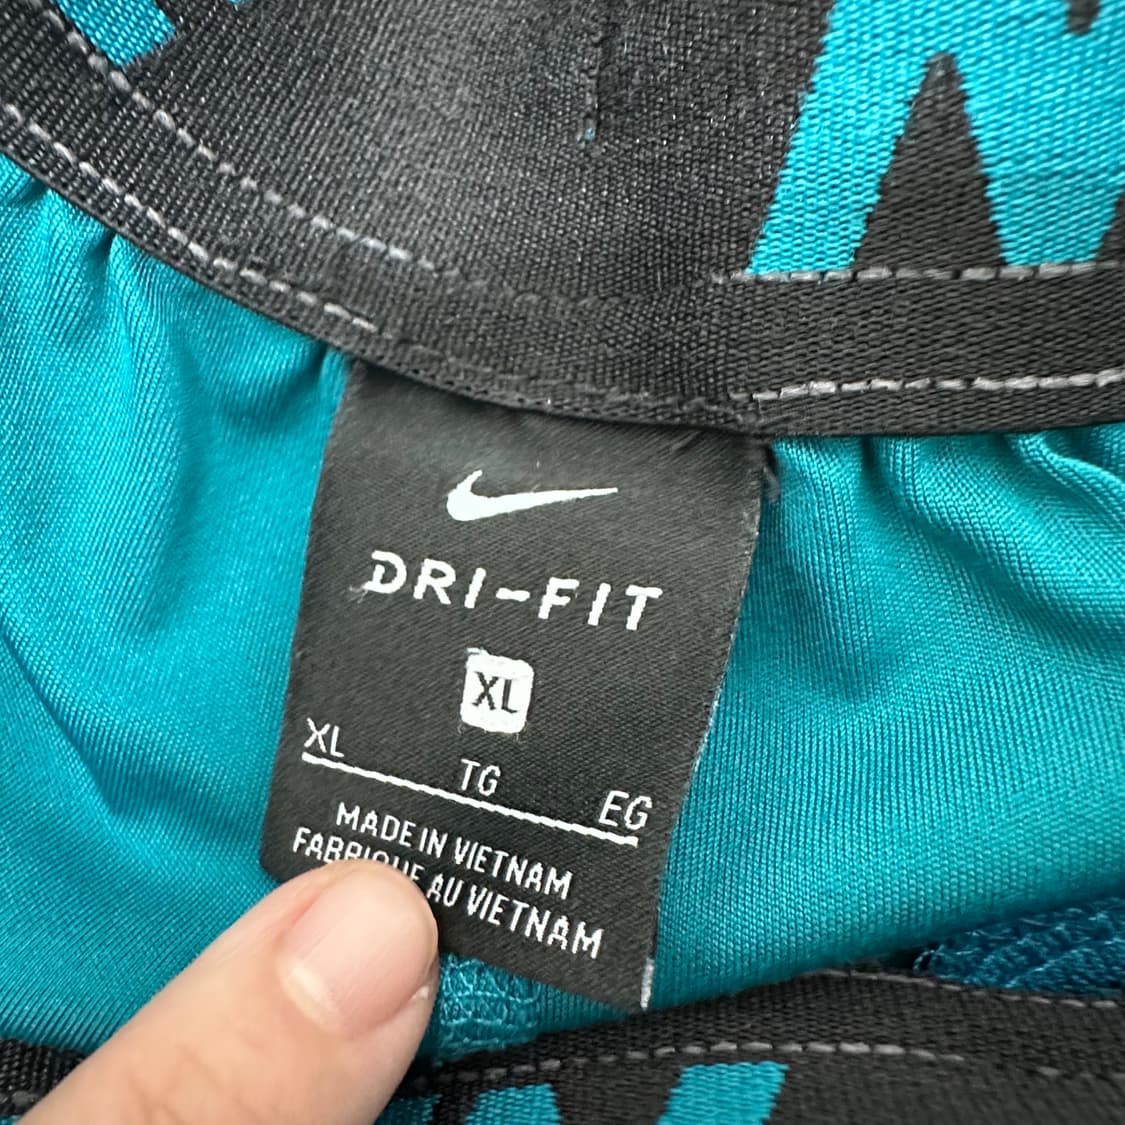 DRI-FIT
XL
XL TG EG
MADE IN VIETNAM
FABRIQUE AU VIETNAM